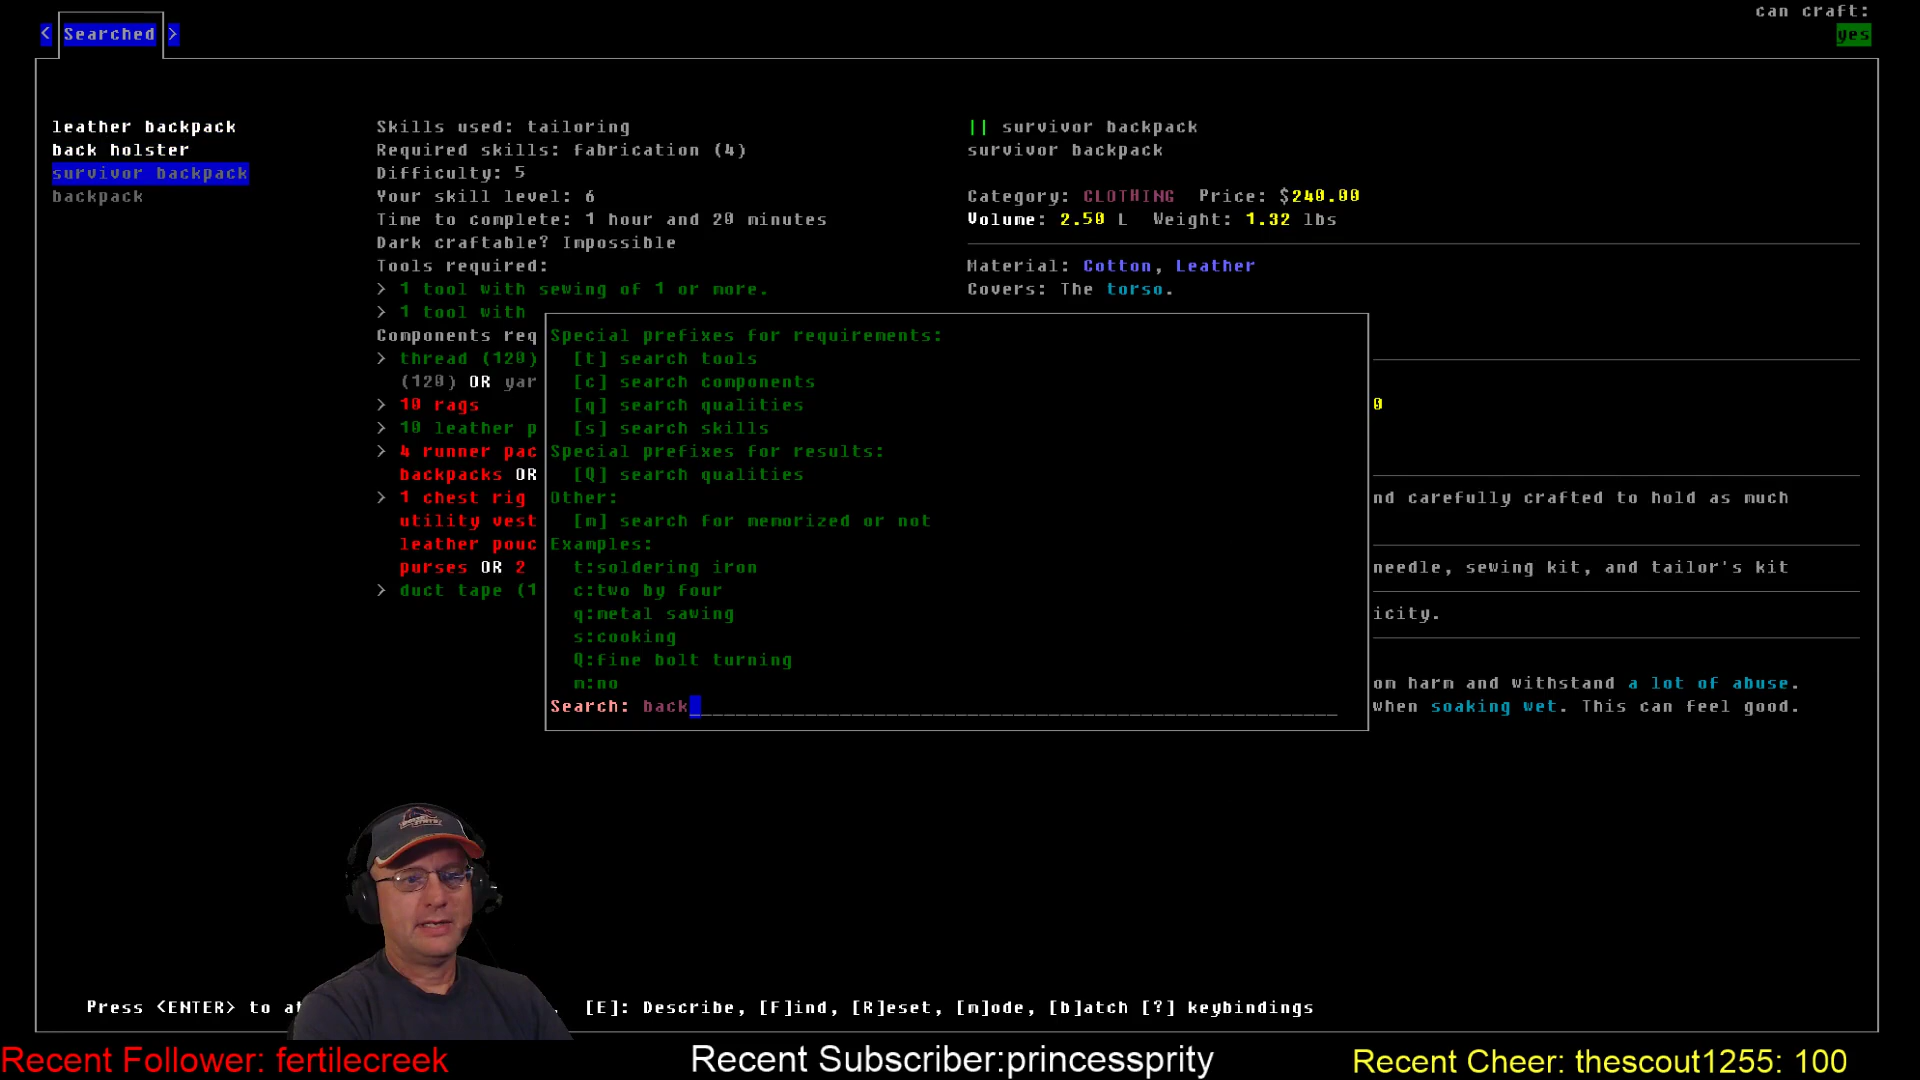 can craft:
< Searched >
yes
leather backpack
back holster
survivor backpack
backpack
Skills used: tailoring
Required skills: fabrication (4)
Difficulty: 5
Your skill level: 6
Time to complete: 1 hour and 20 minutes
Dark craftable? Impossible
Tools required:
> 1 tool with sewing of 1 or more.
> 1 tool with
Components req
> thread (120)
(120) OR yar
> 10 rags
> 10 leather p
> 4 runner pac
backpacks OR
> 1 chest rig
utility vest
leather pouc
purses OR 2
> duct tape (1
|| survivor backpack
survivor backpack
Category: CLOTHING Price: $240.00
Volume: 2.50 L Weight: 1.32 lbs
Material: Cotton, Leather
Covers: The torso.
0
nd carefully crafted to hold as much
needle, sewing kit, and tailor's kit
icity.
om harm and withstand a lot of abuse.
when soaking wet. This can feel good.
Special prefixes for requirements:
[t] search tools
[c] search components
[q] search qualities
[s] search skills
Special prefixes for results:
[Q] search qualities
Other:
[m] search for memorized or not
Examples:
t:soldering iron
c:two by four
q:metal sawing
s:cooking
Q:fine bolt turning
m:no
Search: back
Press <ENTER> to at , [E]: Describe, [F]ind, [R]eset, [m]ode, [b]atch [?] keybindings
Recent Follower: fertilecreek
Recent Subscriber:princessprity
Recent Cheer: thescout1255: 100